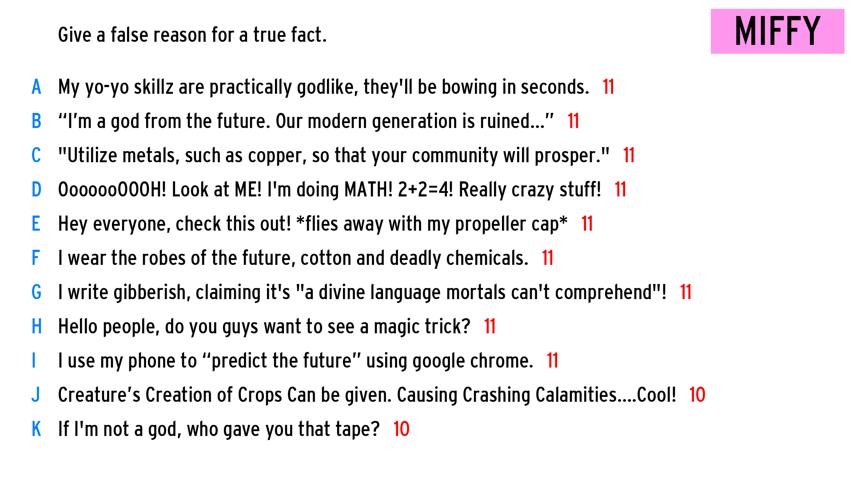 Give a false reason for a true fact.
MIFFY
A My yo-yo skillz are practically godlike, they'll be bowing in seconds. 11
B “I’m a god from the future. Our modern generation is ruined...” 11
C "Utilize metals, such as copper, so that your community will prosper." 11
D OoooooOOOH! Look at ME! I'm doing MATH! 2+2=4! Really crazy stuff! 11
E Hey everyone, check this out! *flies away with my propeller cap* 11
F I wear the robes of the future, cotton and deadly chemicals. 11
G I write gibberish, claiming it's "a divine language mortals can't comprehend"! 11
H Hello people, do you guys want to see a magic trick? 11
I I use my phone to “predict the future” using google chrome. 11
J Creature’s Creation of Crops Can be given. Causing Crashing Calamities....Cool! 10
K If I'm not a god, who gave you that tape? 10